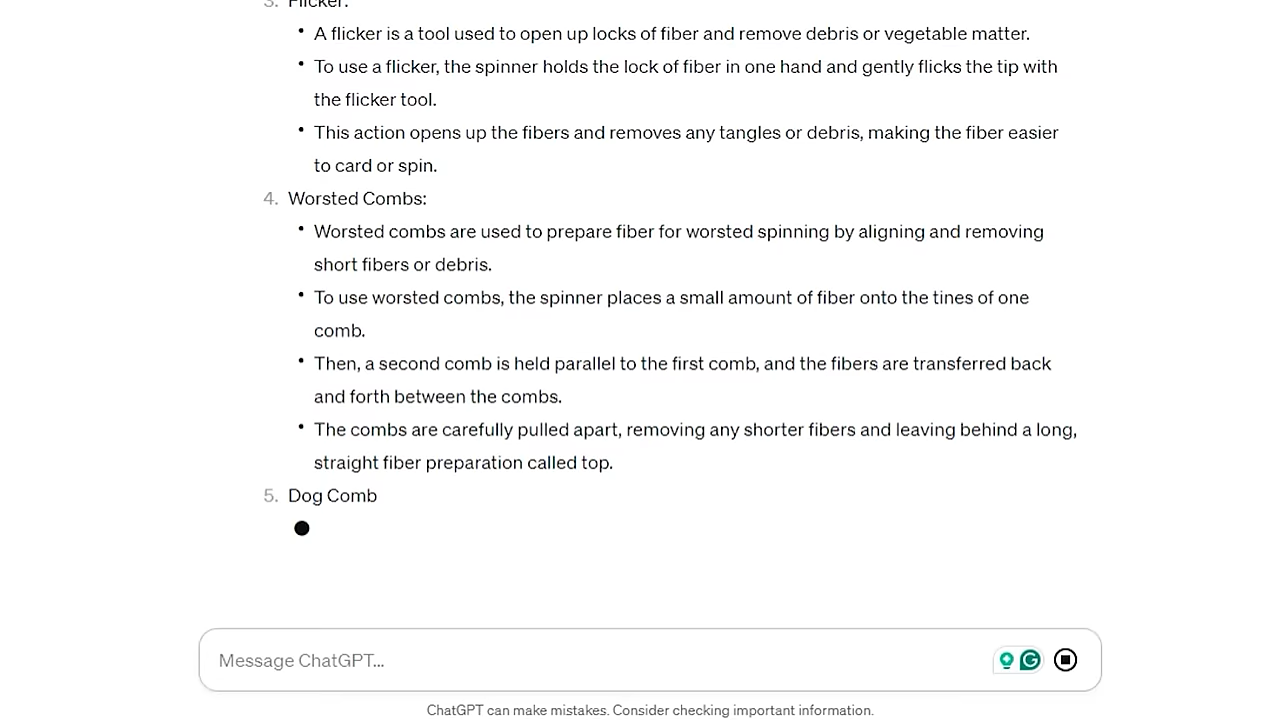 3. Flicker:
• A flicker is a tool used to open up locks of fiber and remove debris or vegetable matter.
• To use a flicker, the spinner holds the lock of fiber in one hand and gently flicks the tip with
the flicker tool.
• This action opens up the fibers and removes any tangles or debris, making the fiber easier
to card or spin.
4. Worsted Combs:
• Worsted combs are used to prepare fiber for worsted spinning by aligning and removing
short fibers or debris.
• To use worsted combs, the spinner places a small amount of fiber onto the tines of one
comb.
• Then, a second comb is held parallel to the first comb, and the fibers are transferred back
and forth between the combs.
• The combs are carefully pulled apart, removing any shorter fibers and leaving behind a long,
straight fiber preparation called top.
5. Dog Comb
Message ChatGPT...
ChatGPT can make mistakes. Consider checking important information.